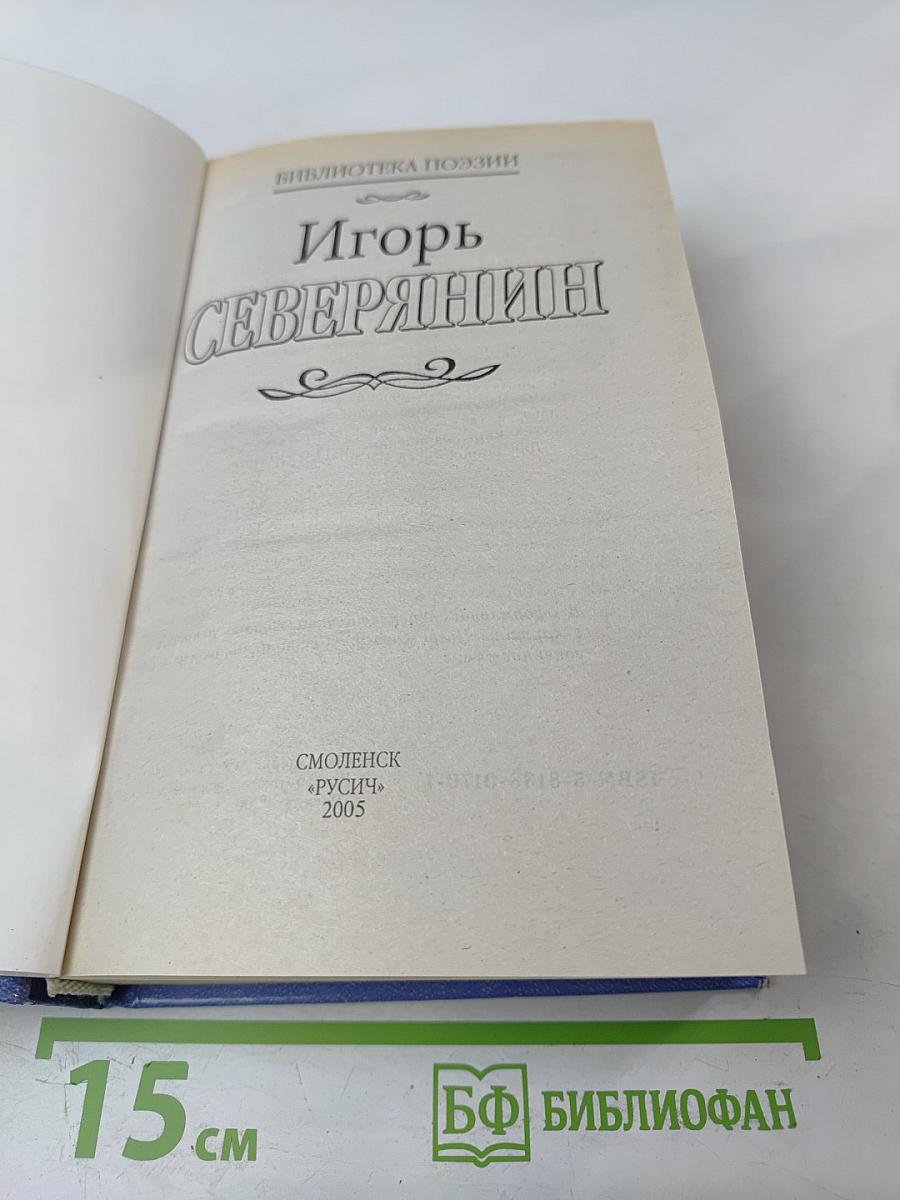 БИБЛИОТЕКА ПОЭЗИИ
Игорь
СЕВЕРЯНИН
СМОЛЕНСК
«РУСИЧ»
2005
15 см
БФ БИБЛИОФАН